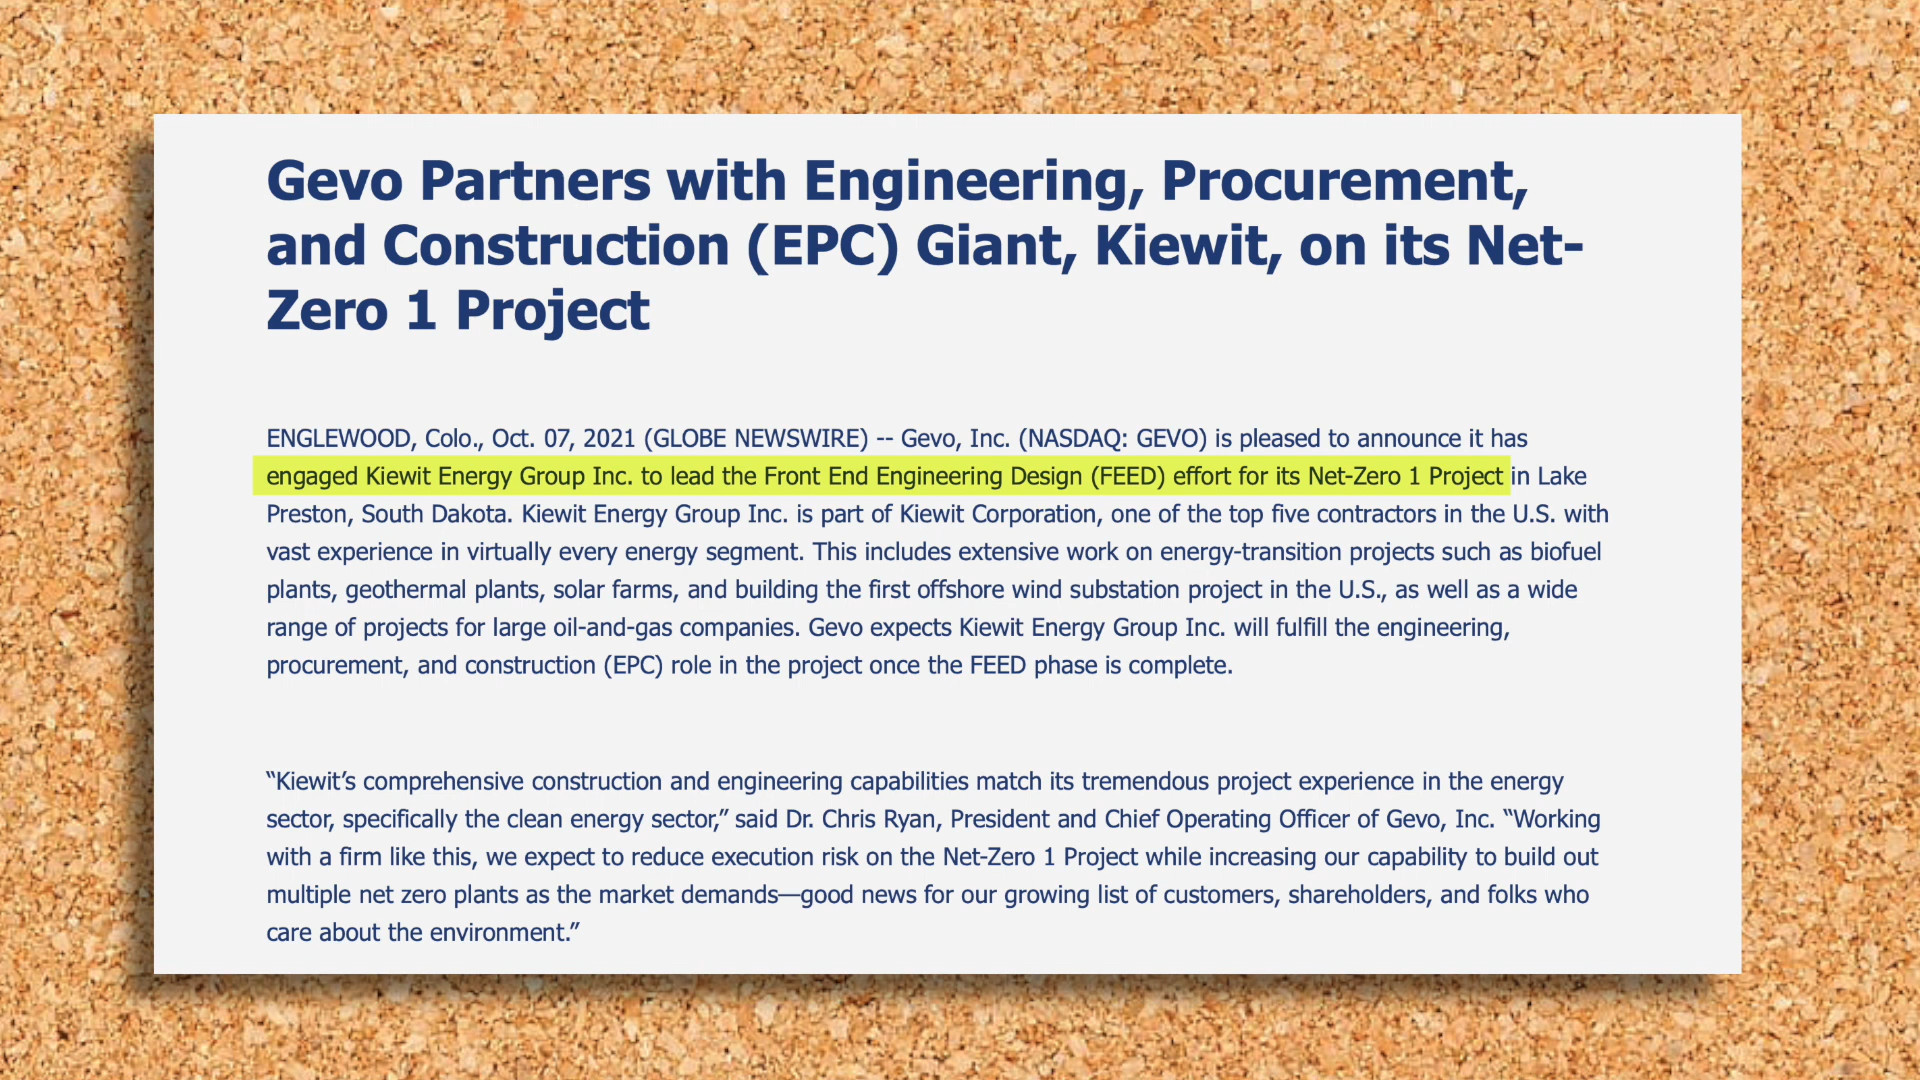 Gevo Partners with Engineering, Procurement,
and Construction (EPC) Giant, Kiewit, on its Net-
Zero 1 Project
ENGLEWOOD, Colo., Oct. 07, 2021 (GLOBE NEWSWIRE) -- Gevo, Inc. (NASDAQ: GEVO) is pleased to announce it has
engaged Kiewit Energy Group Inc. to lead the Front End Engineering Design (FEED) effort for its Net-Zero 1 Project in Lake
Preston, South Dakota. Kiewit Energy Group Inc. is part of Kiewit Corporation, one of the top five contractors in the U.S. with
vast experience in virtually every energy segment. This includes extensive work on energy-transition projects such as biofuel
plants, geothermal plants, solar farms, and building the first offshore wind substation project in the U.S., as well as a wide
range of projects for large oil-and-gas companies. Gevo expects Kiewit Energy Group Inc. will fulfill the engineering,
procurement, and construction (EPC) role in the project once the FEED phase is complete.
“Kiewit’s comprehensive construction and engineering capabilities match its tremendous project experience in the energy
sector, specifically the clean energy sector,” said Dr. Chris Ryan, President and Chief Operating Officer of Gevo, Inc. “Working
with a firm like this, we expect to reduce execution risk on the Net-Zero 1 Project while increasing our capability to build out
multiple net zero plants as the market demands—good news for our growing list of customers, shareholders, and folks who
care about the environment.”